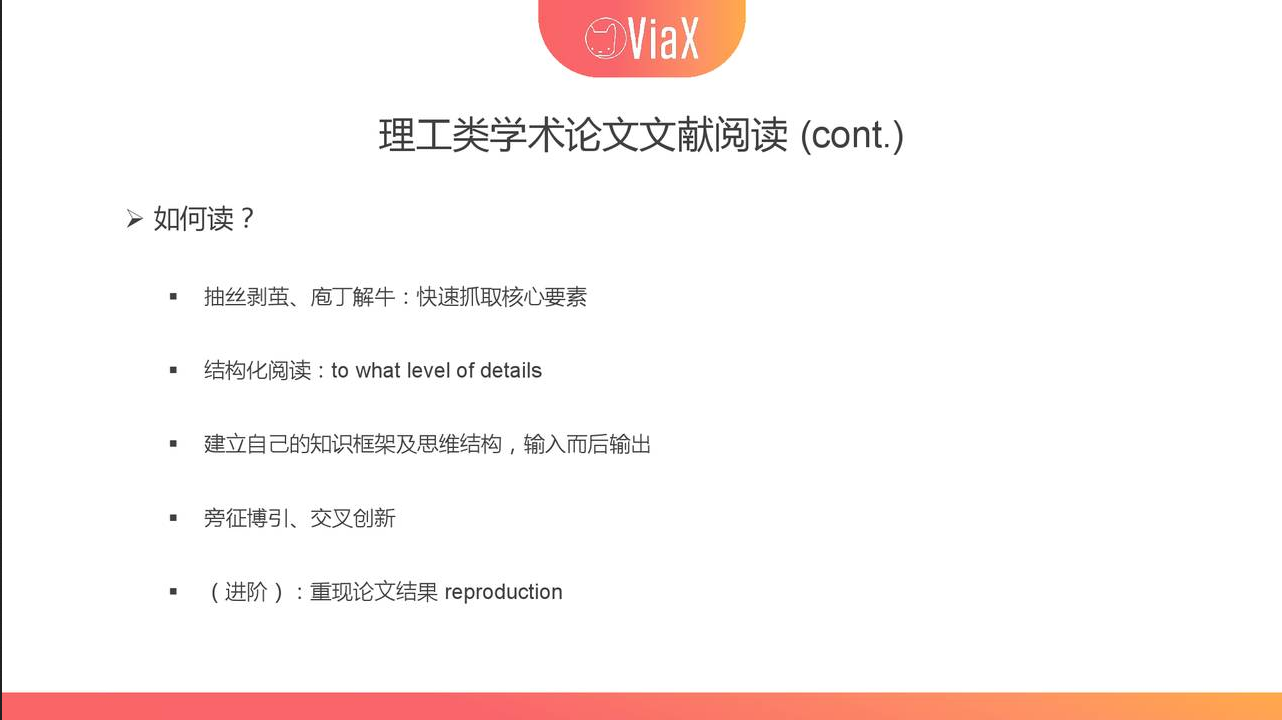 ViaX
理工类学术论文文献阅读 (cont.)
如何读？
抽丝剥茧、庖丁解牛：快速抓取核心要素
结构化阅读：to what level of details
建立自己的知识框架及思维结构，输入而后输出
旁征博引、交叉创新
（进阶）：重现论文结果 reproduction